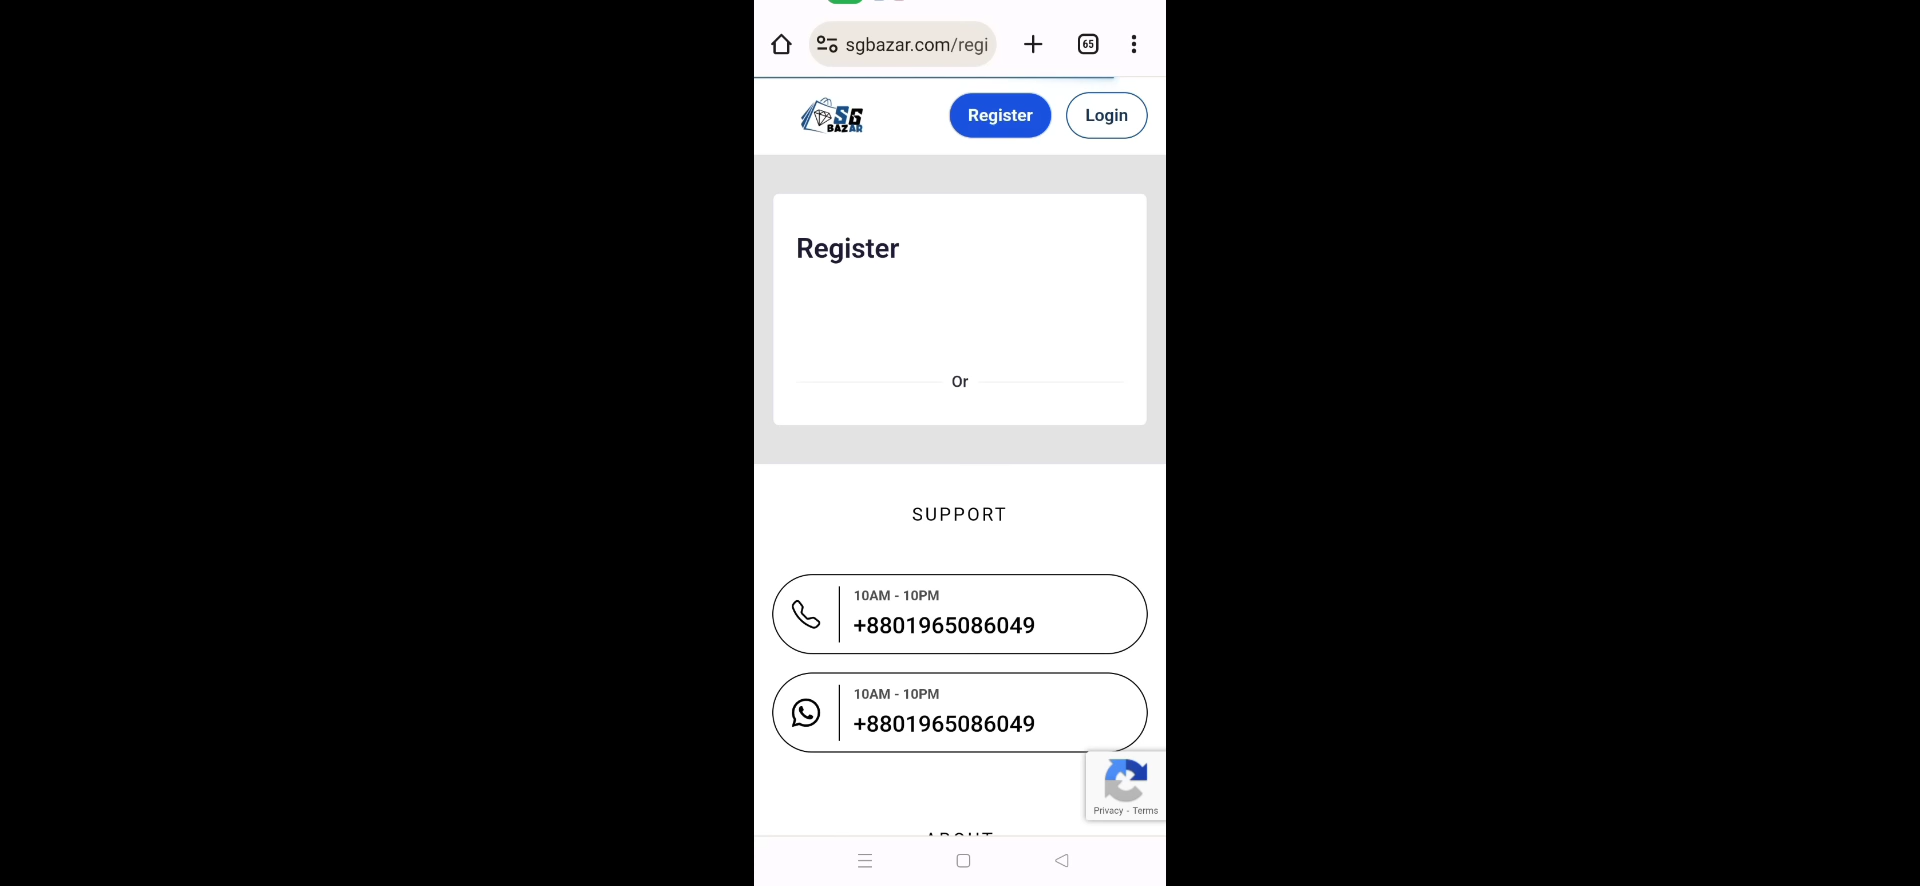 sgbazar.com/regi
65
SG
BAZAR
Register
Login
Register
Or
SUPPORT
10AM - 10PM
+8801965086049
10AM - 10PM
+8801965086049
Privacy - Terms
ABOUT